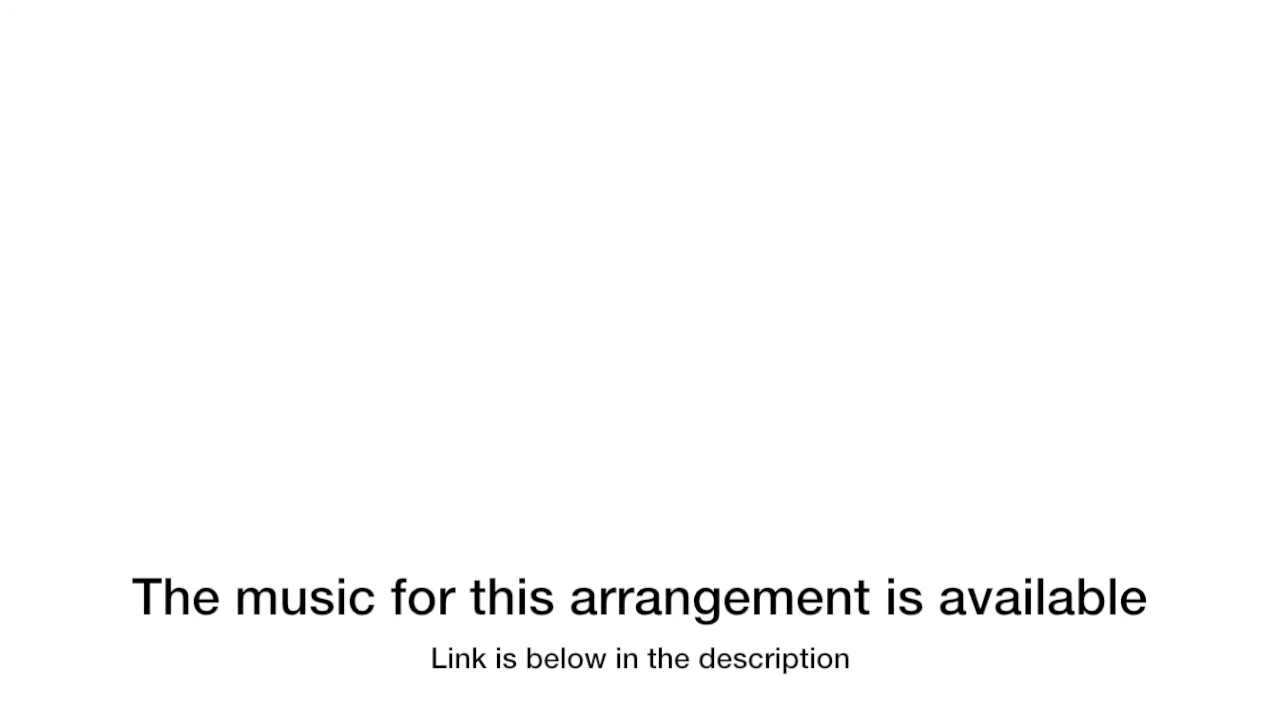 The music for this arrangement is available
Link is below in the description